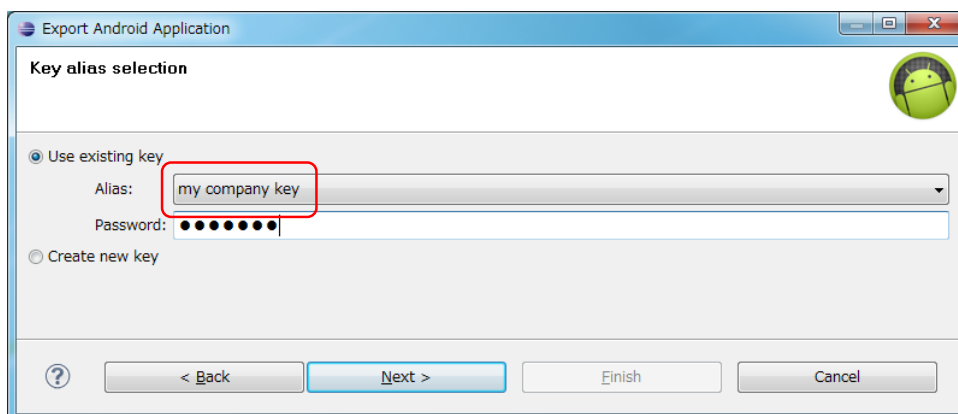 Export Android Application
Key alias selection
Use existing key
Alias: my company key
Password: ●●●●●●●
Create new key
? < Back Next > Finish Cancel